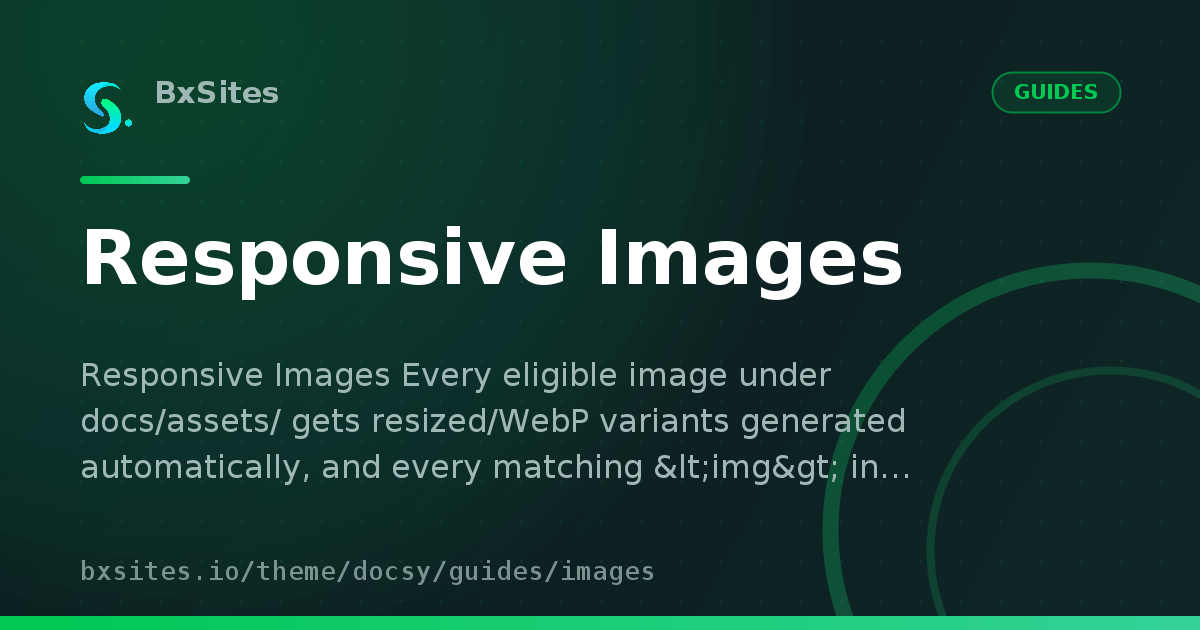 BxSites
GUIDES
Responsive Images
Responsive Images Every eligible image under
docs/assets/ gets resized/WebP variants generated
automatically, and every matching &lt;img&gt; in...
bxsites.io/theme/docsy/guides/images